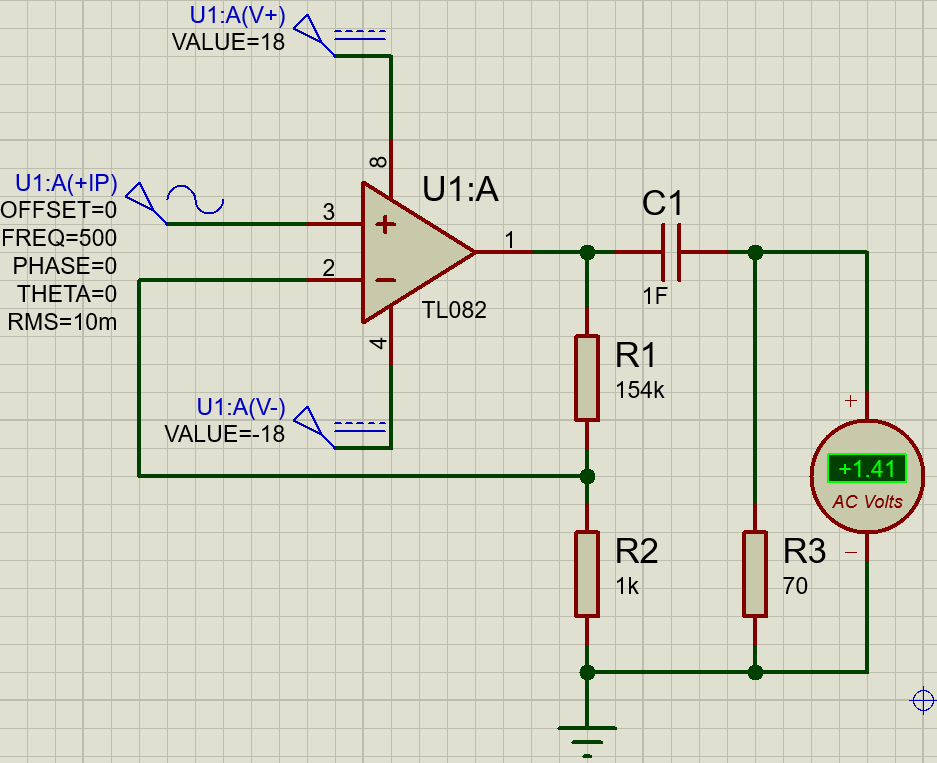 U1:A(V+)
VALUE=18
U1:A(+IP)
OFFSET=0
FREQ=500
PHASE=0
THETA=0
RMS=10m
8
3
+
2
−
4
1
U1:A
TL082
U1:A(V-)
VALUE=-18
C1
1F
R1
154k
R2
1k
R3
70
+
+1.41
AC Volts
−